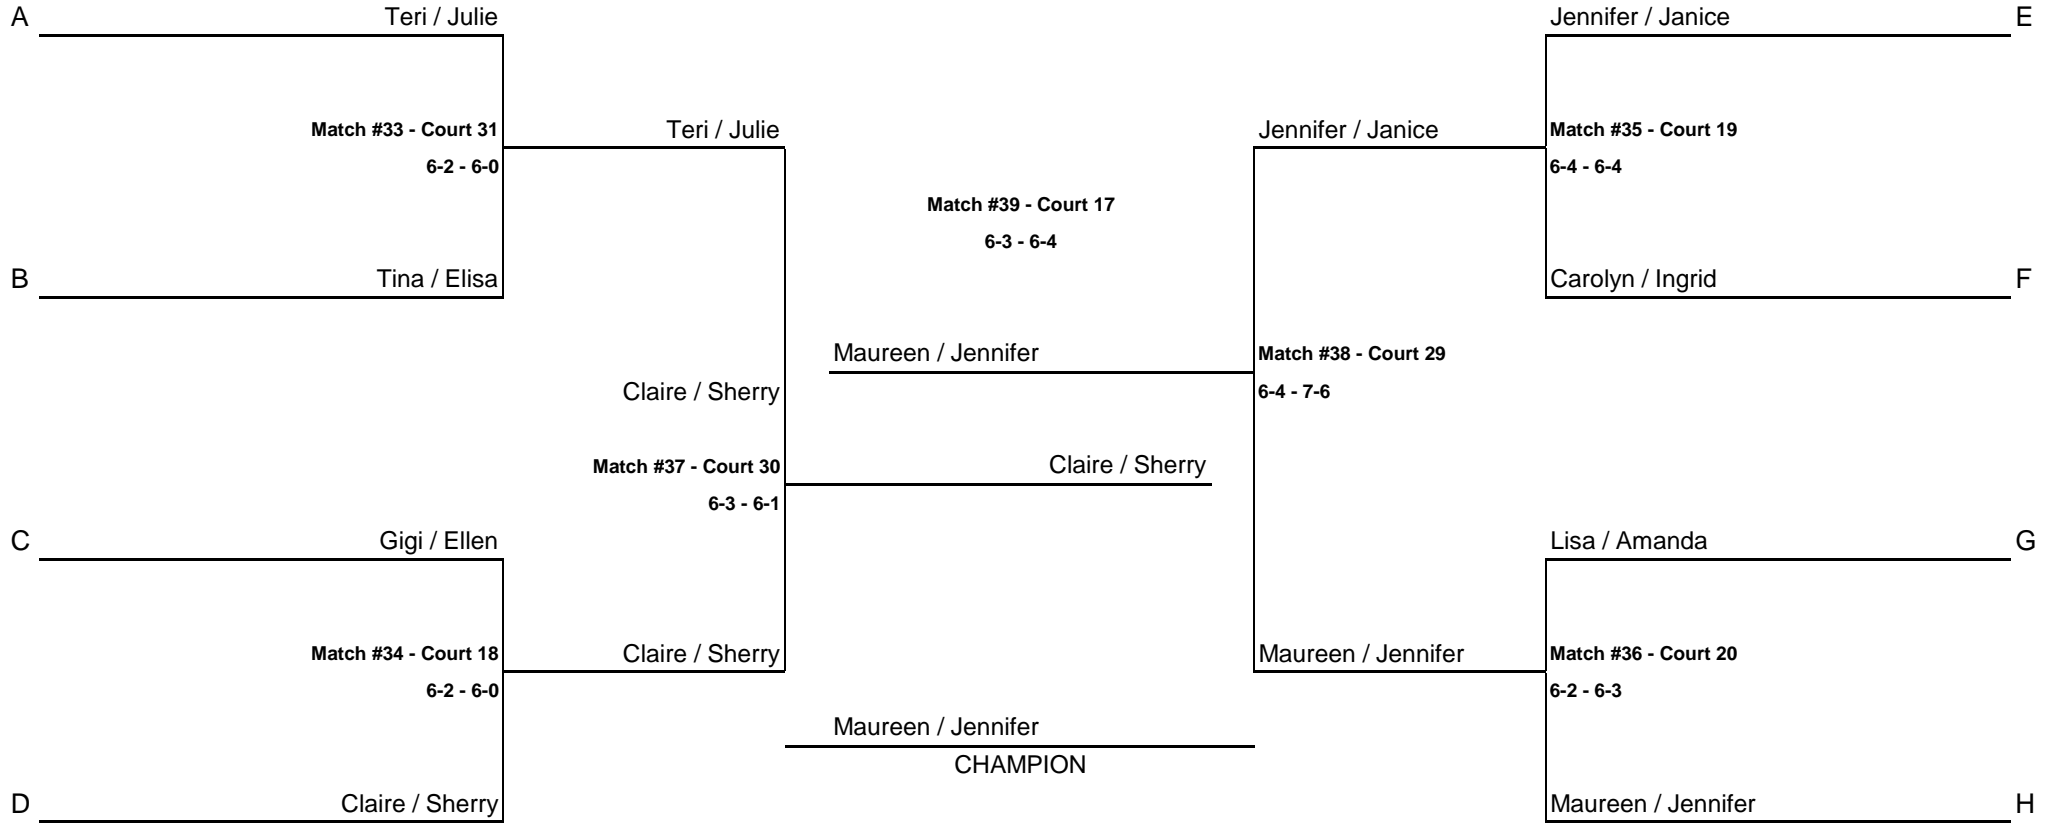 A Teri / Julie Jennifer / Janice E
Match #33 - Court 31 Teri / Julie Jennifer / Janice Match #35 - Court 19
6-2 - 6-0 6-4 - 6-4
Match #39 - Court 17
6-3 - 6-4
B Tina / Elisa Carolyn / Ingrid F
Maureen / Jennifer Match #38 - Court 29
Claire / Sherry 6-4 - 7-6
Match #37 - Court 30 Claire / Sherry
6-3 - 6-1
C Gigi / Ellen Lisa / Amanda G
Match #34 - Court 18 Claire / Sherry Maureen / Jennifer Match #36 - Court 20
6-2 - 6-0 6-2 - 6-3
Maureen / Jennifer
CHAMPION
D Claire / Sherry Maureen / Jennifer H